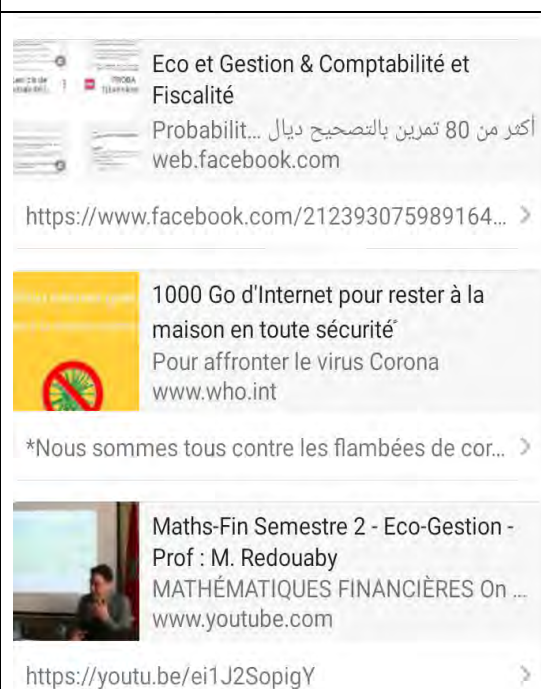 Eco et Gestion & Comptabilité et
Fiscalité
أكثر من 80 تمرين بالتصحيح ديال ...Probabilit
web.facebook.com
https://www.facebook.com/212393075989164...
1000 Go d'Internet pour rester à la
maison en toute sécurité
Pour affronter le virus Corona
www.who.int
*Nous sommes tous contre les flambées de cor...
Maths-Fin Semestre 2 - Eco-Gestion -
Prof : M. Redouaby
MATHÉMATIQUES FINANCIÈRES On ...
www.youtube.com
https://youtu.be/ei1J2SopigY